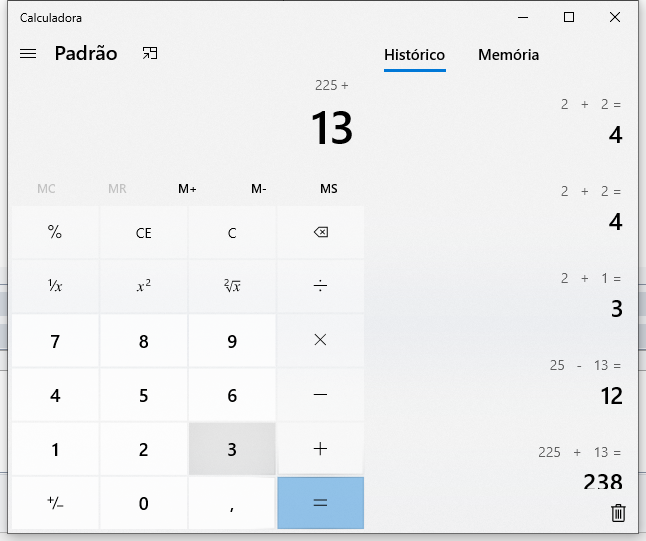 Calculadora
Padrão
Histórico Memória
225 +
13
MC MR M+ M- MS
% CE C
¹/x x² ²√x ÷
7 8 9 ×
4 5 6 −
1 2 3 +
+/− 0 , =
2 + 2 =
4
2 + 2 =
4
2 + 1 =
3
25 - 13 =
12
225 + 13 =
238